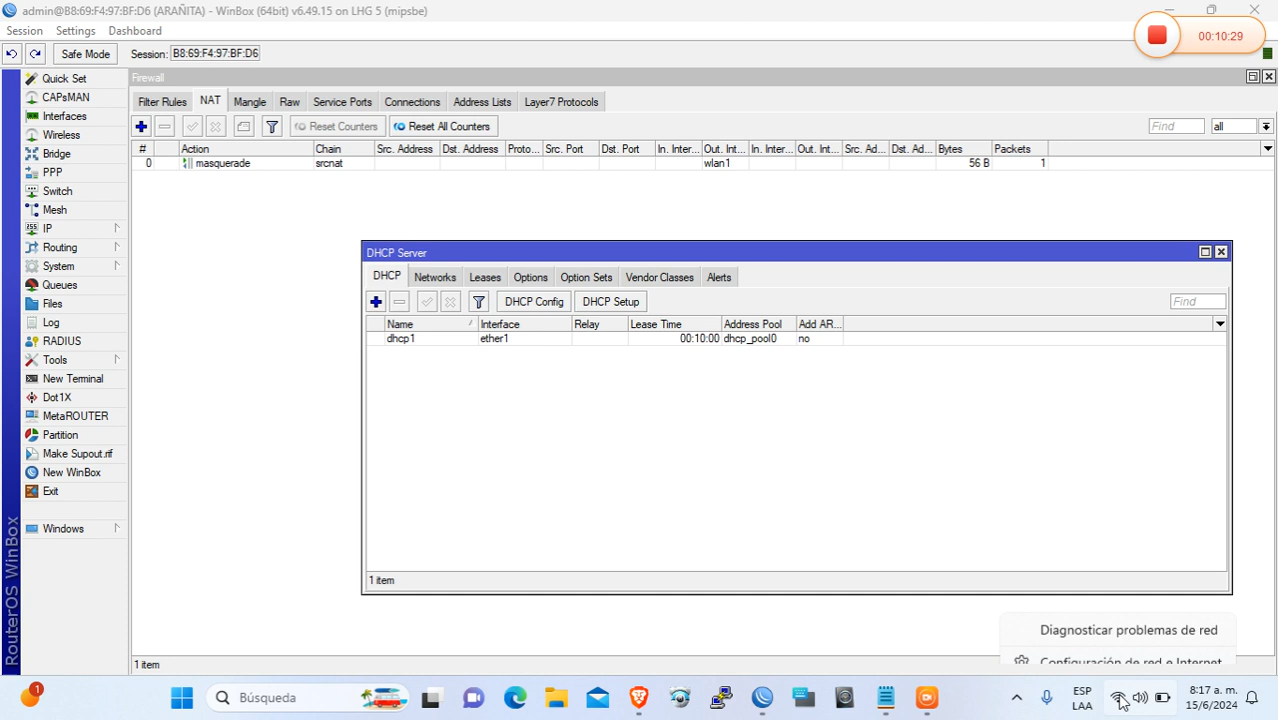 admin@B8:69:F4:97:BF:D6 (ARAÑITA) - WinBox (64bit) v6.49.15 on LHG 5 (mipsbe)
Session Settings Dashboard
00:10:29
Safe Mode Session: B8:69:F4:97:BF:D6
Quick Set
CAPsMAN
Interfaces
Wireless
Bridge
PPP
Switch
Mesh
IP
Routing
System
Queues
Files
Log
RADIUS
Tools
New Terminal
Dot1X
MetaROUTER
Partition
Make Supout.rif
New WinBox
Exit
Windows
RouterOS WinBox
Firewall
Filter Rules NAT Mangle Raw Service Ports Connections Address Lists Layer7 Protocols
Reset Counters Reset All Counters Find all
# Action Chain Src. Address Dst. Address Proto... Src. Port Dst. Port In. Inter... Out. Int... In. Inter... Out. Int... Src. Ad... Dst. Ad... Bytes Packets
0 masquerade srcnat wlan1 56 B 1
DHCP Server
DHCP Networks Leases Options Option Sets Vendor Classes Alerts
DHCP Config DHCP Setup Find
Name Interface Relay Lease Time Address Pool Add AR...
dhcp1 ether1 00:10:00 dhcp_pool0 no
1 item
Diagnosticar problemas de red
Configuración de red e Internet
1 item
1 Búsqueda
ESP
LAA
8:17 a. m.
15/6/2024